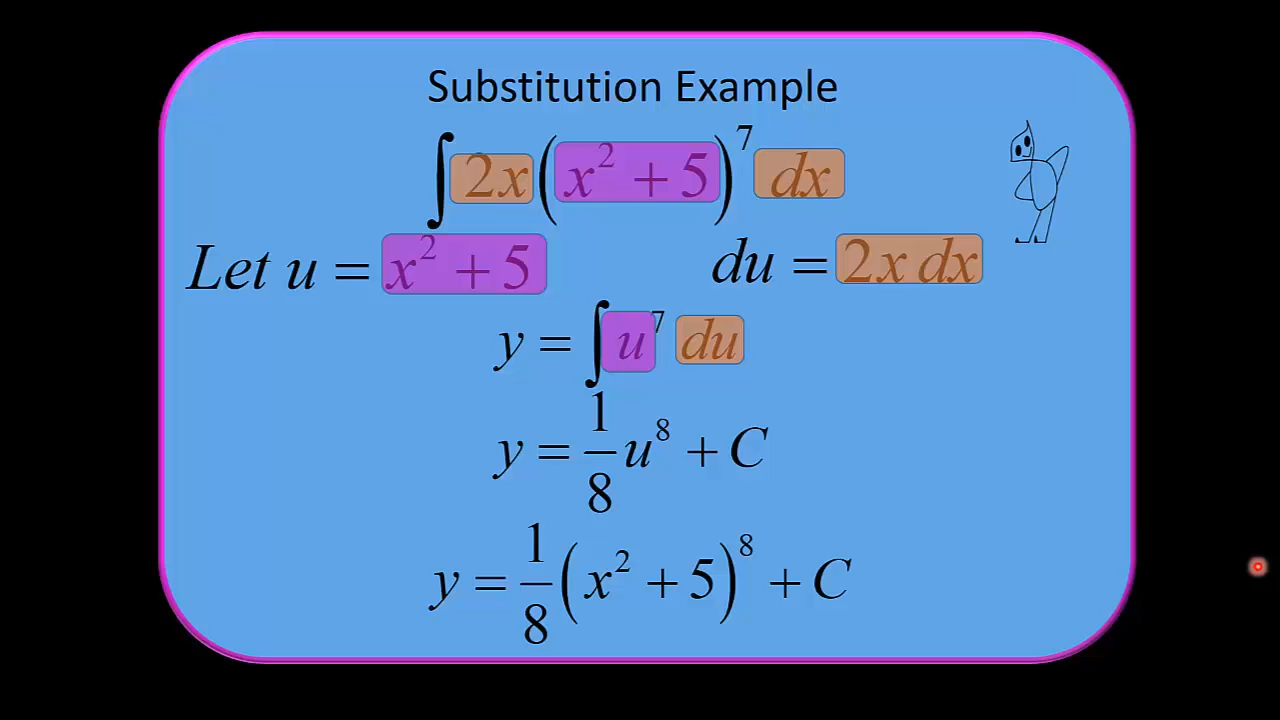 Substitution Example
∫ 2x (x² + 5)⁷ dx
Let u = x² + 5 du = 2x dx
y = ∫ u⁷ du
y = 1/8 u⁸ + C
y = 1/8 (x² + 5)⁸ + C